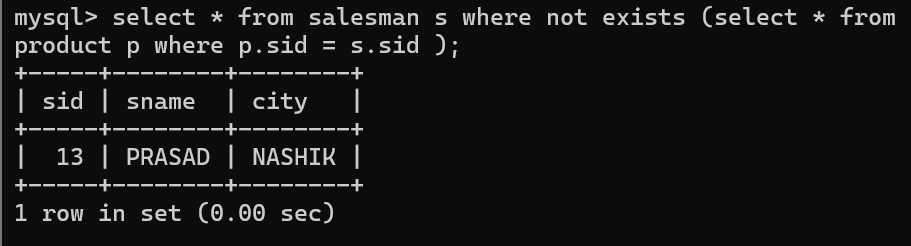 mysql> select * from salesman s where not exists (select * from
product p where p.sid = s.sid );
+-----+--------+--------+
| sid | sname  | city   |
+-----+--------+--------+
|  13 | PRASAD | NASHIK |
+-----+--------+--------+
1 row in set (0.00 sec)